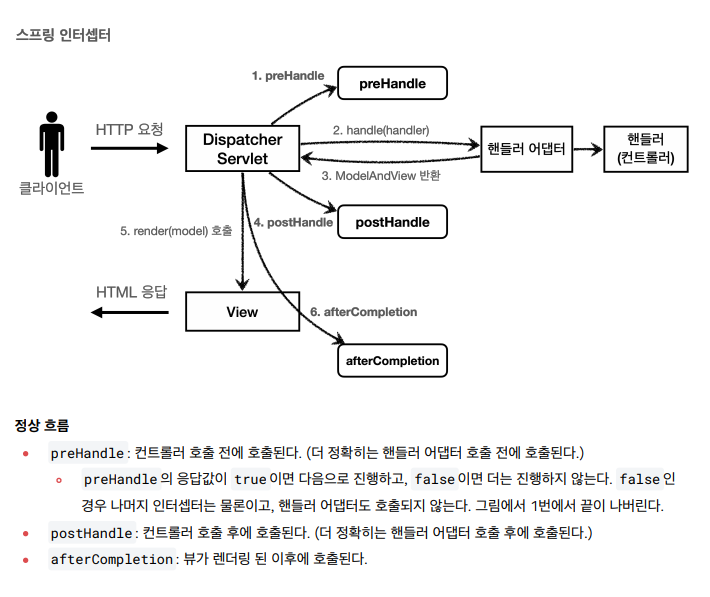 스프링 인터셉터
1. preHandle
preHandle
HTTP 요청
Dispatcher
Servlet
2. handle(handler)
핸들러 어댑터
핸들러
(컨트롤러)
클라이언트
3. ModelAndView 반환
4. postHandle
postHandle
5. render(model) 호출
HTML 응답
View
6. afterCompletion
afterCompletion
정상 흐름
• preHandle : 컨트롤러 호출 전에 호출된다. (더 정확히는 핸들러 어댑터 호출 전에 호출된다.)
◦ preHandle 의 응답값이 true 이면 다음으로 진행하고, false 이면 더는 진행하지 않는다. false 인
경우 나머지 인터셉터는 물론이고, 핸들러 어댑터도 호출되지 않는다. 그림에서 1번에서 끝이 나버린다.
• postHandle : 컨트롤러 호출 후에 호출된다. (더 정확히는 핸들러 어댑터 호출 후에 호출된다.)
• afterCompletion : 뷰가 렌더링 된 이후에 호출된다.